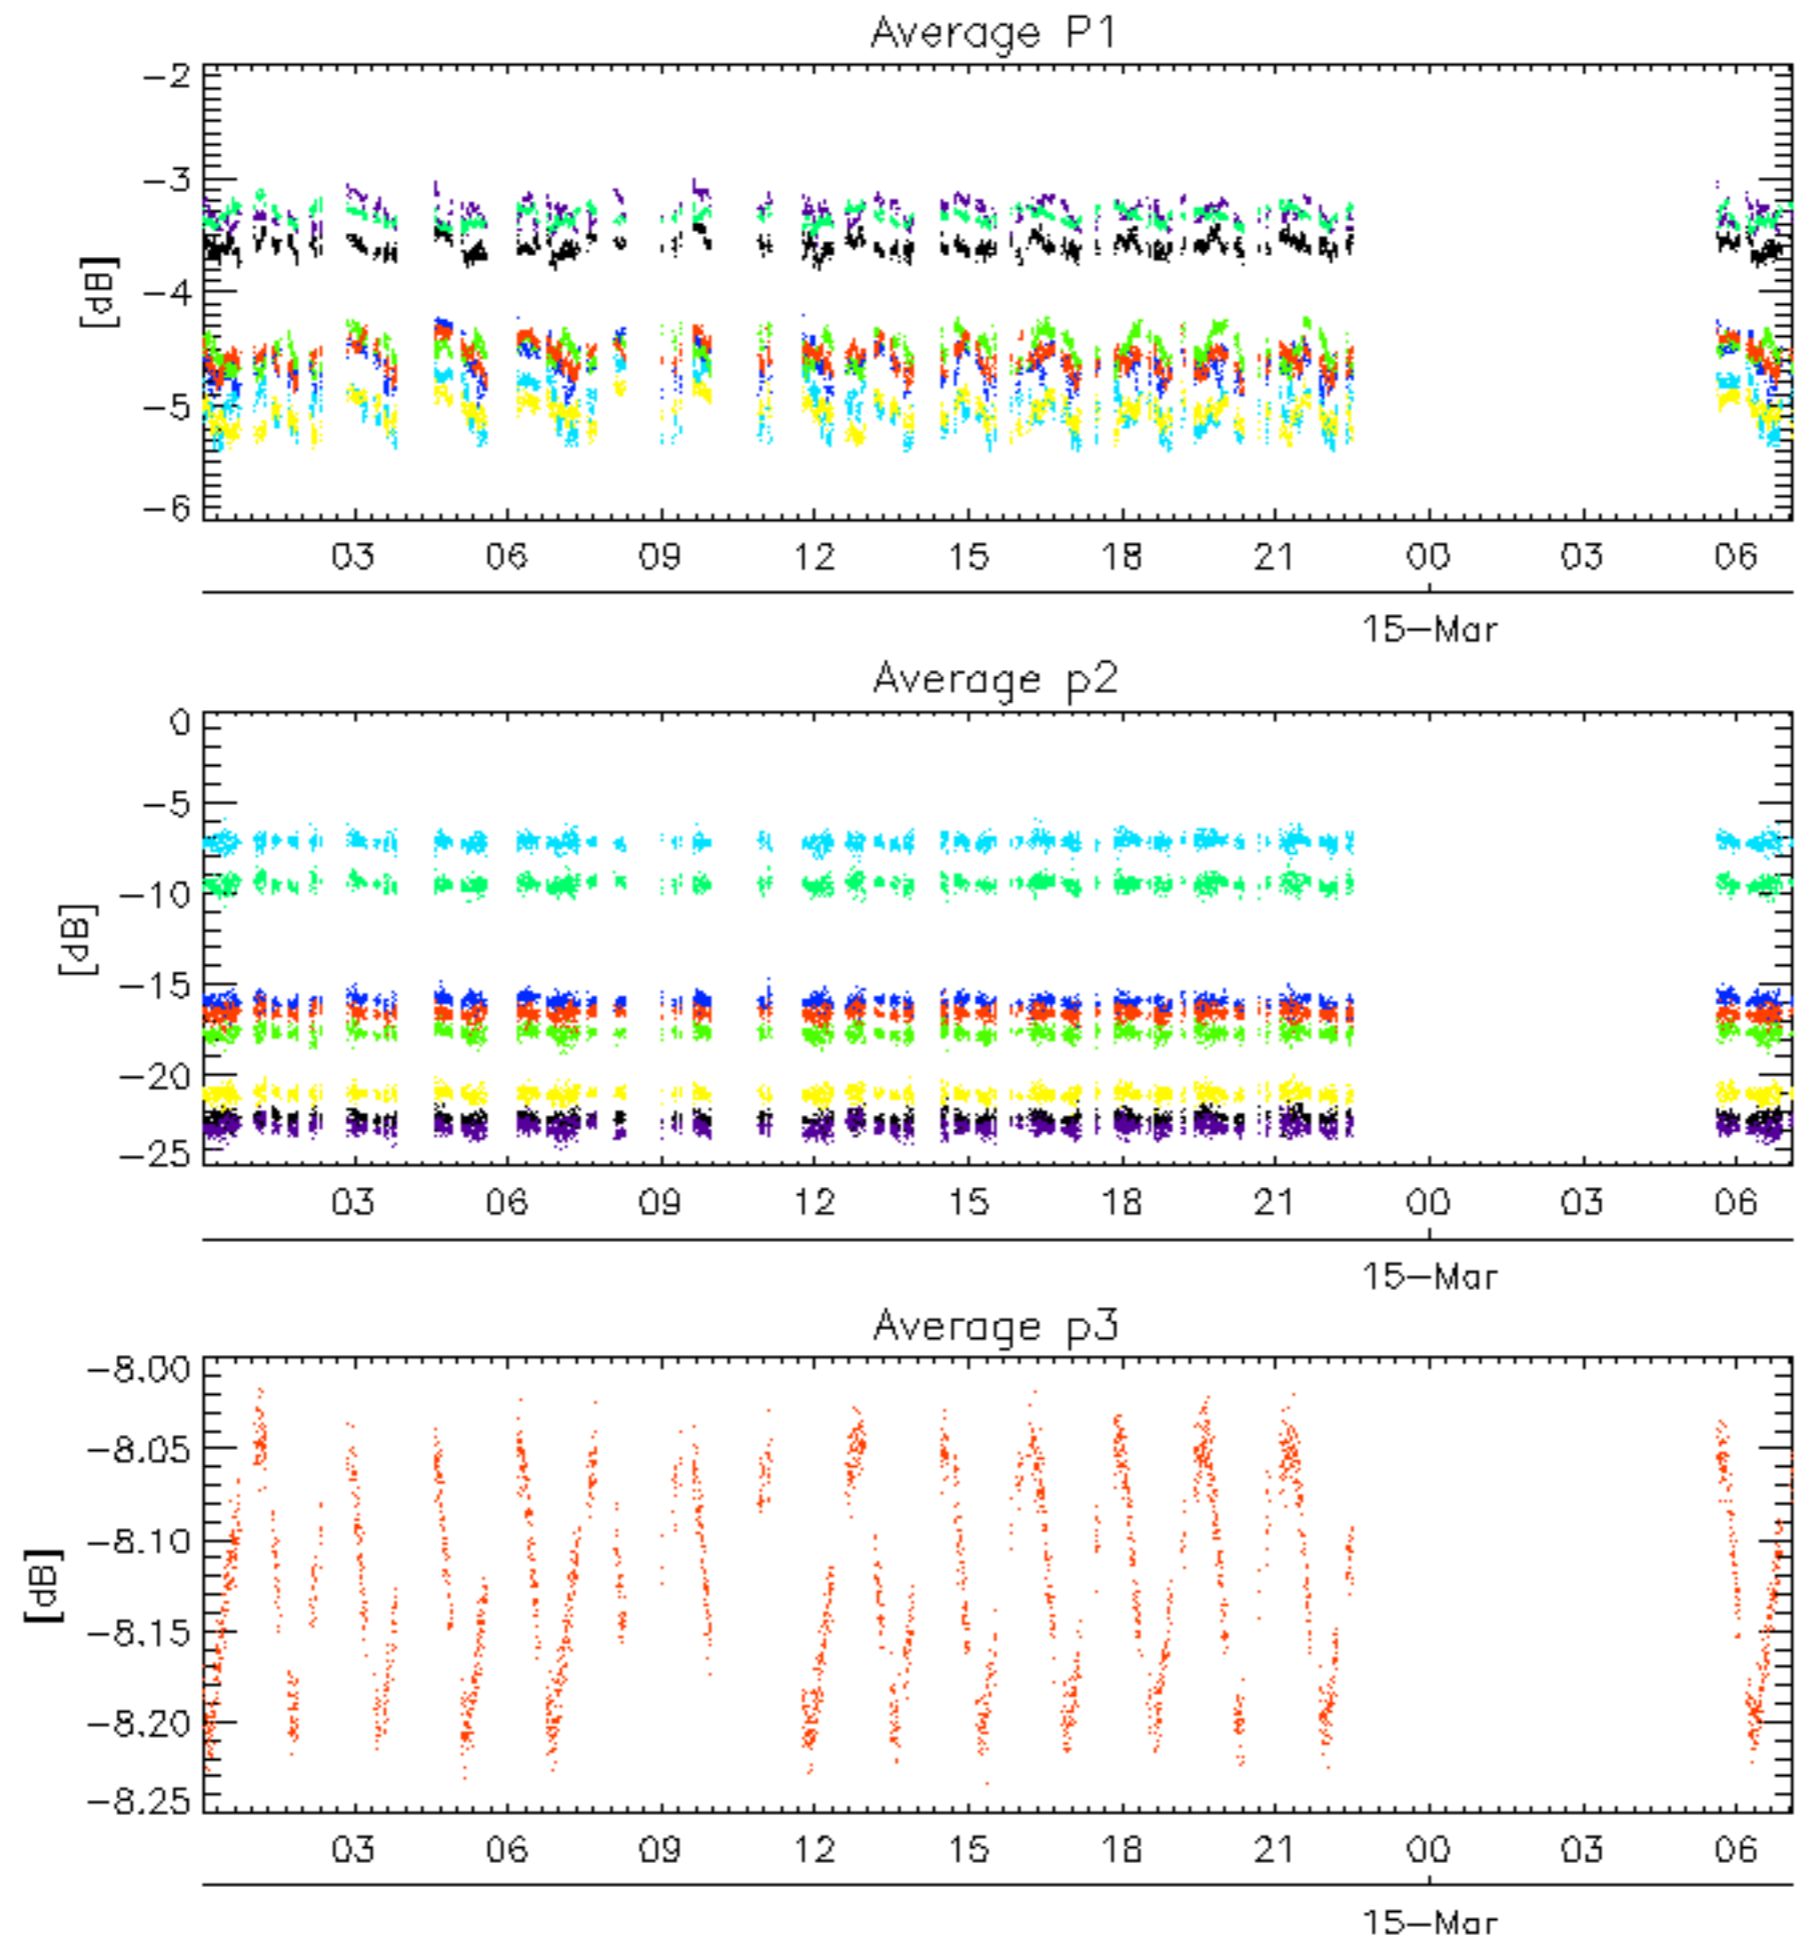 Average P1
-2
-3
-4
-5
-6
[dB]
03 06 09 12 15 18 21 00 03 06
15-Mar
Average p2
0
-5
-10
-15
-20
-25
[dB]
03 06 09 12 15 18 21 00 03 06
15-Mar
Average p3
-8.00
-8.05
-8.10
-8.15
-8.20
-8.25
[dB]
03 06 09 12 15 18 21 00 03 06
15-Mar